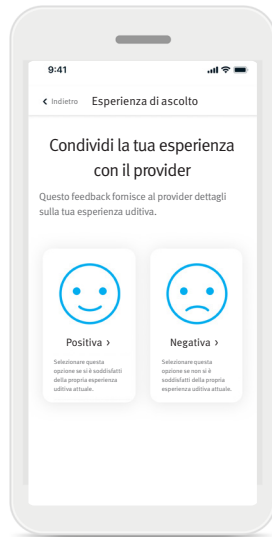 9:41
Indietro Esperienza di ascolto
Condividi la tua esperienza
con il provider
Questo feedback fornisce al provider dettagli
sulla tua esperienza uditiva.
Positiva ›
Selezionare questa
opzione se si è soddisfatti
della propria esperienza
uditiva attuale.
Negativa ›
Selezionare questa
opzione se non si è
soddisfatti della propria
esperienza uditiva attuale.